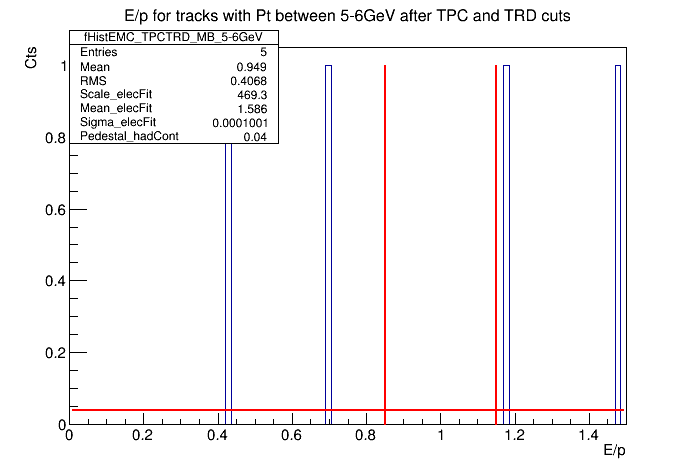 E/p for tracks with Pt between 5-6GeV after TPC and TRD cuts
fHistEMC_TPCTRD_MB_5-6GeV
Entries 5
Mean 0.949
RMS 0.4068
Scale_elecFit 469.3
Mean_elecFit 1.586
Sigma_elecFit 0.0001001
Pedestal_hadCont 0.04
Cts
1
0.8
0.6
0.4
0.2
0
0 0.2 0.4 0.6 0.8 1 1.2 1.4
E/p